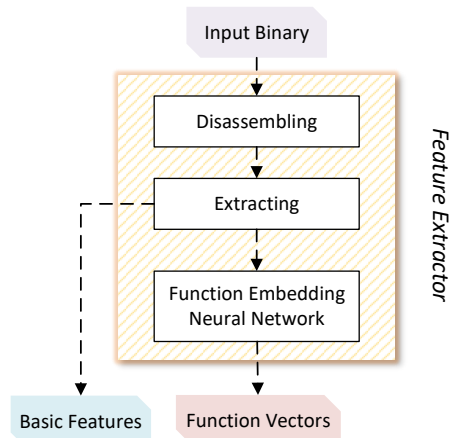 Input Binary
Disassembling
Extracting
Function Embedding
Neural Network
Feature Extractor
Basic Features
Function Vectors